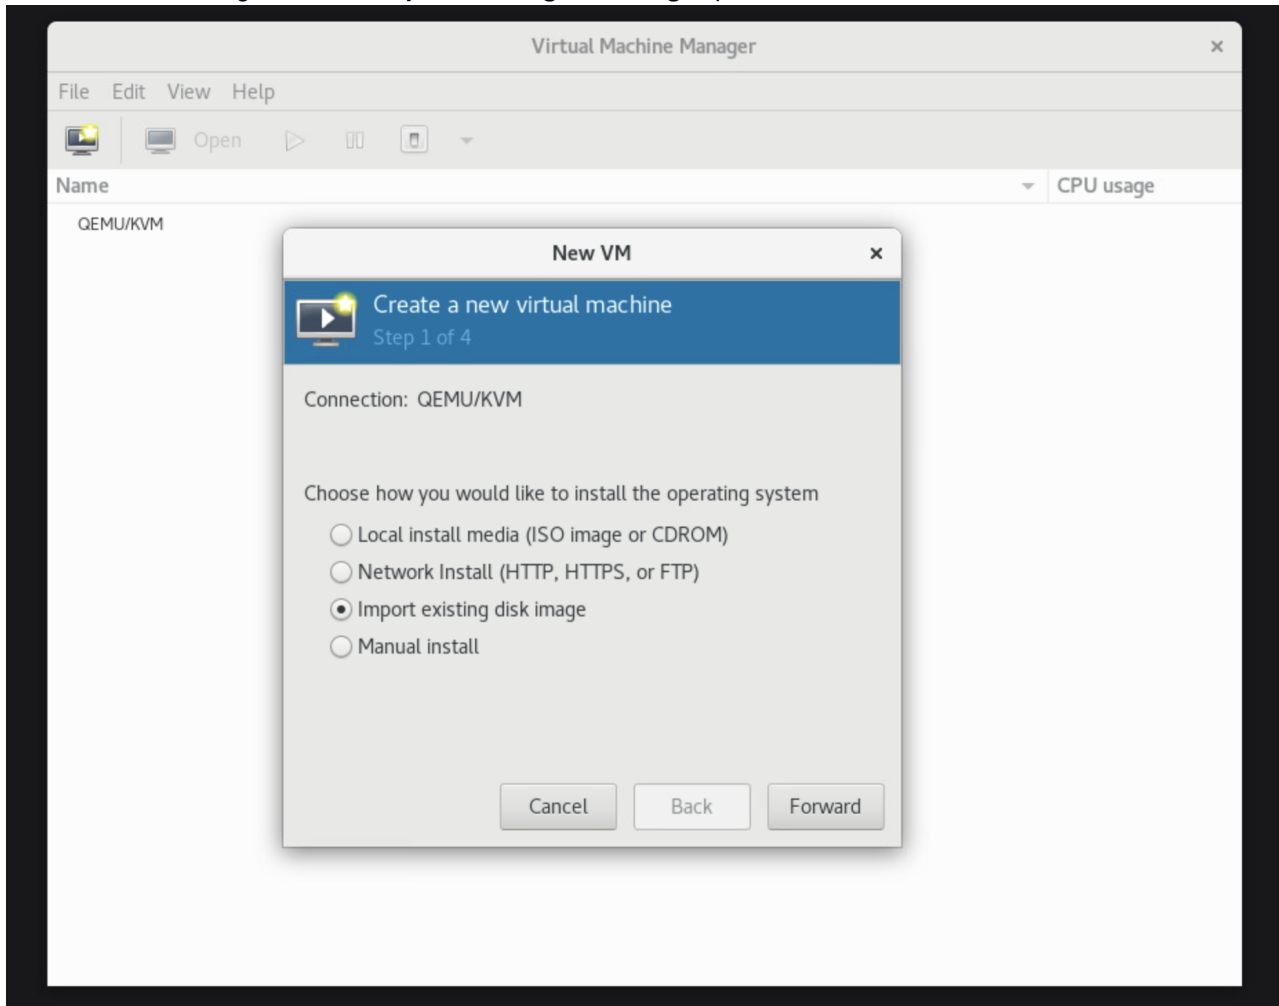 Virtual Machine Manager
File Edit View Help
Open
Name CPU usage
QEMU/KVM
New VM
Create a new virtual machine
Step 1 of 4
Connection: QEMU/KVM
Choose how you would like to install the operating system
Local install media (ISO image or CDROM)
Network Install (HTTP, HTTPS, or FTP)
Import existing disk image
Manual install
Cancel Back Forward